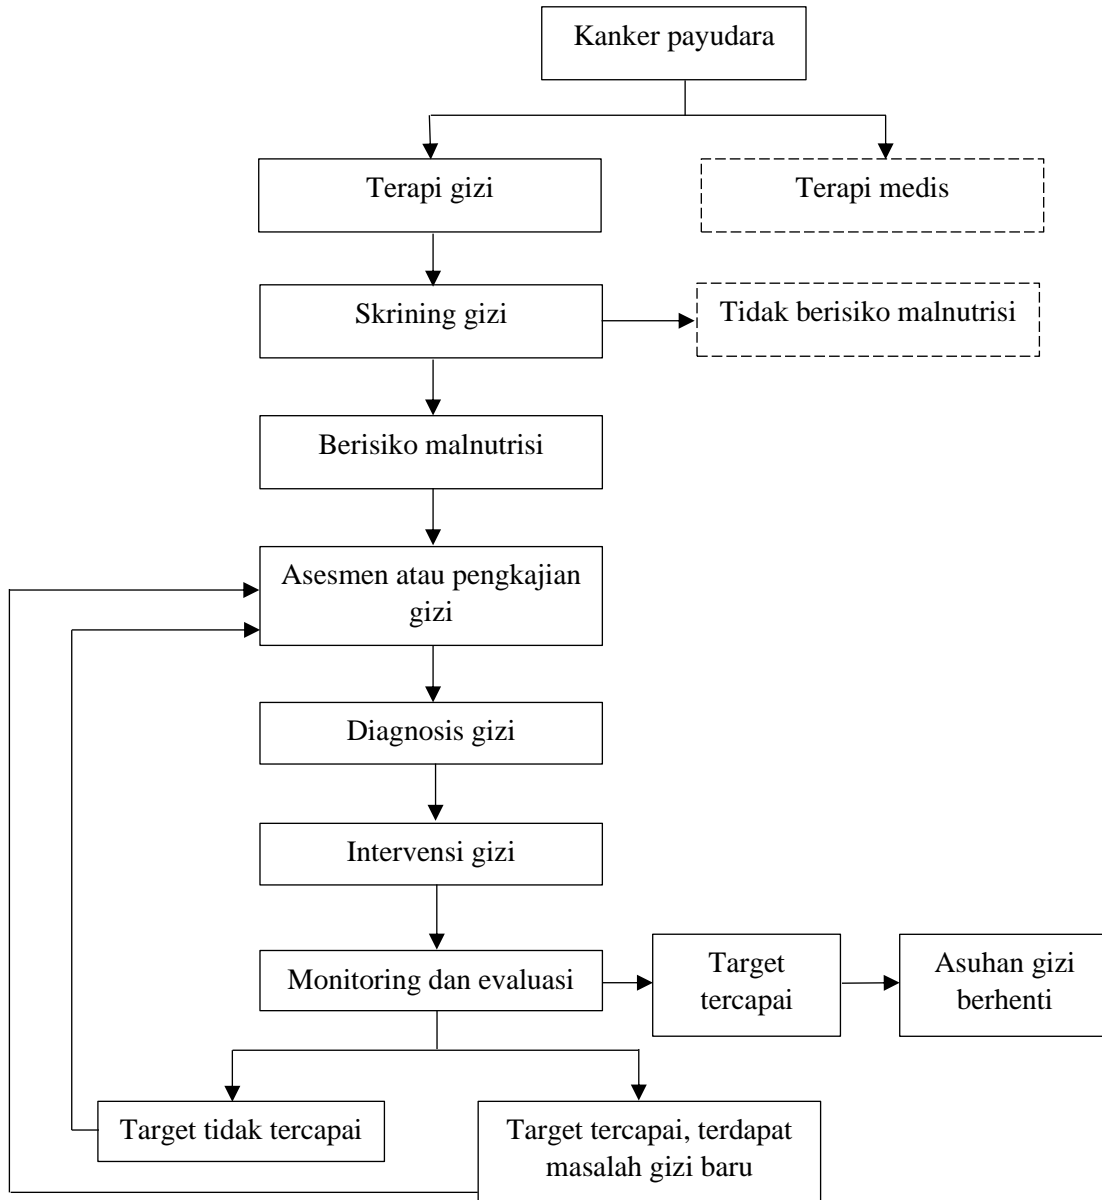 Kanker payudara
Terapi gizi
Terapi medis
Skrining gizi
Tidak berisiko malnutrisi
Berisiko malnutrisi
Asesmen atau pengkajian
gizi
Diagnosis gizi
Intervensi gizi
Monitoring dan evaluasi
Target
tercapai
Asuhan gizi
berhenti
Target tidak tercapai
Target tercapai, terdapat
masalah gizi baru